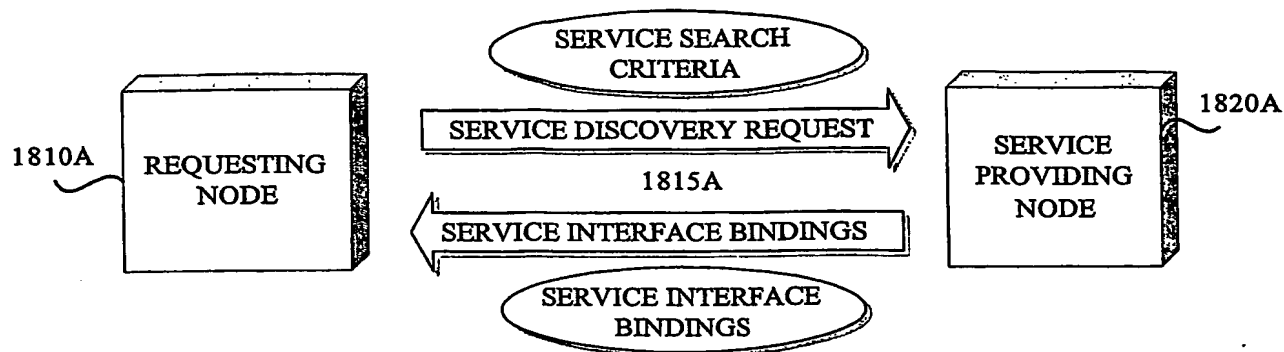 SERVICE SEARCH
CRITERIA
1820A
SERVICE DISCOVERY REQUEST
1810A
REQUESTING
NODE
SERVICE
PROVIDING
NODE
1815A
SERVICE INTERFACE BINDINGS
SERVICE INTERFACE
BINDINGS